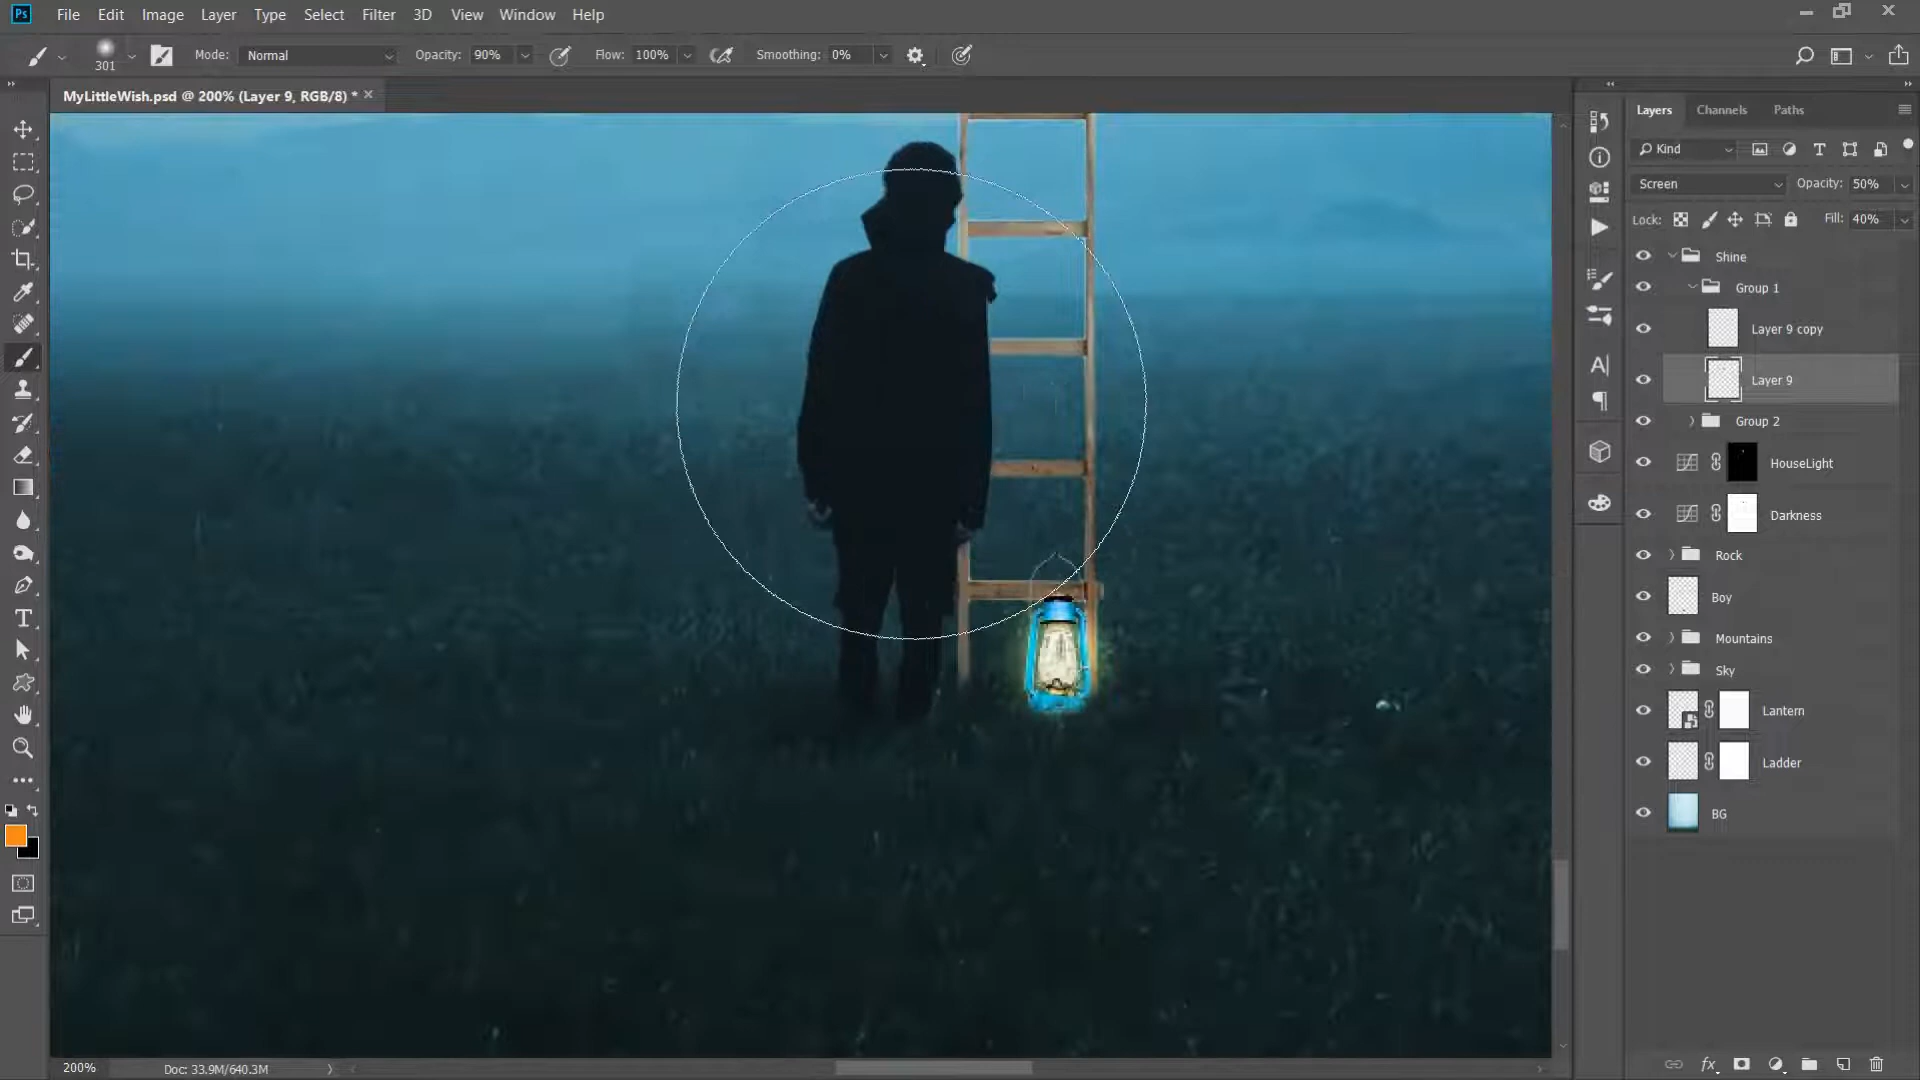 Ps File Edit Image Layer Type Select Filter 3D View Window Help
301 Mode: Normal Opacity: 90% Flow: 100% Smoothing: 0%
MyLittleWish.psd @ 200% (Layer 9, RGB/8) *
Layers Channels Paths
Kind
Screen Opacity: 50%
Lock: Fill: 40%
Shine
Group 1
Layer 9 copy
Layer 9
Group 2
HouseLight
Darkness
Rock
Boy
Mountains
Sky
Lantern
Ladder
BG
200% Doc: 33.9M/640.3M